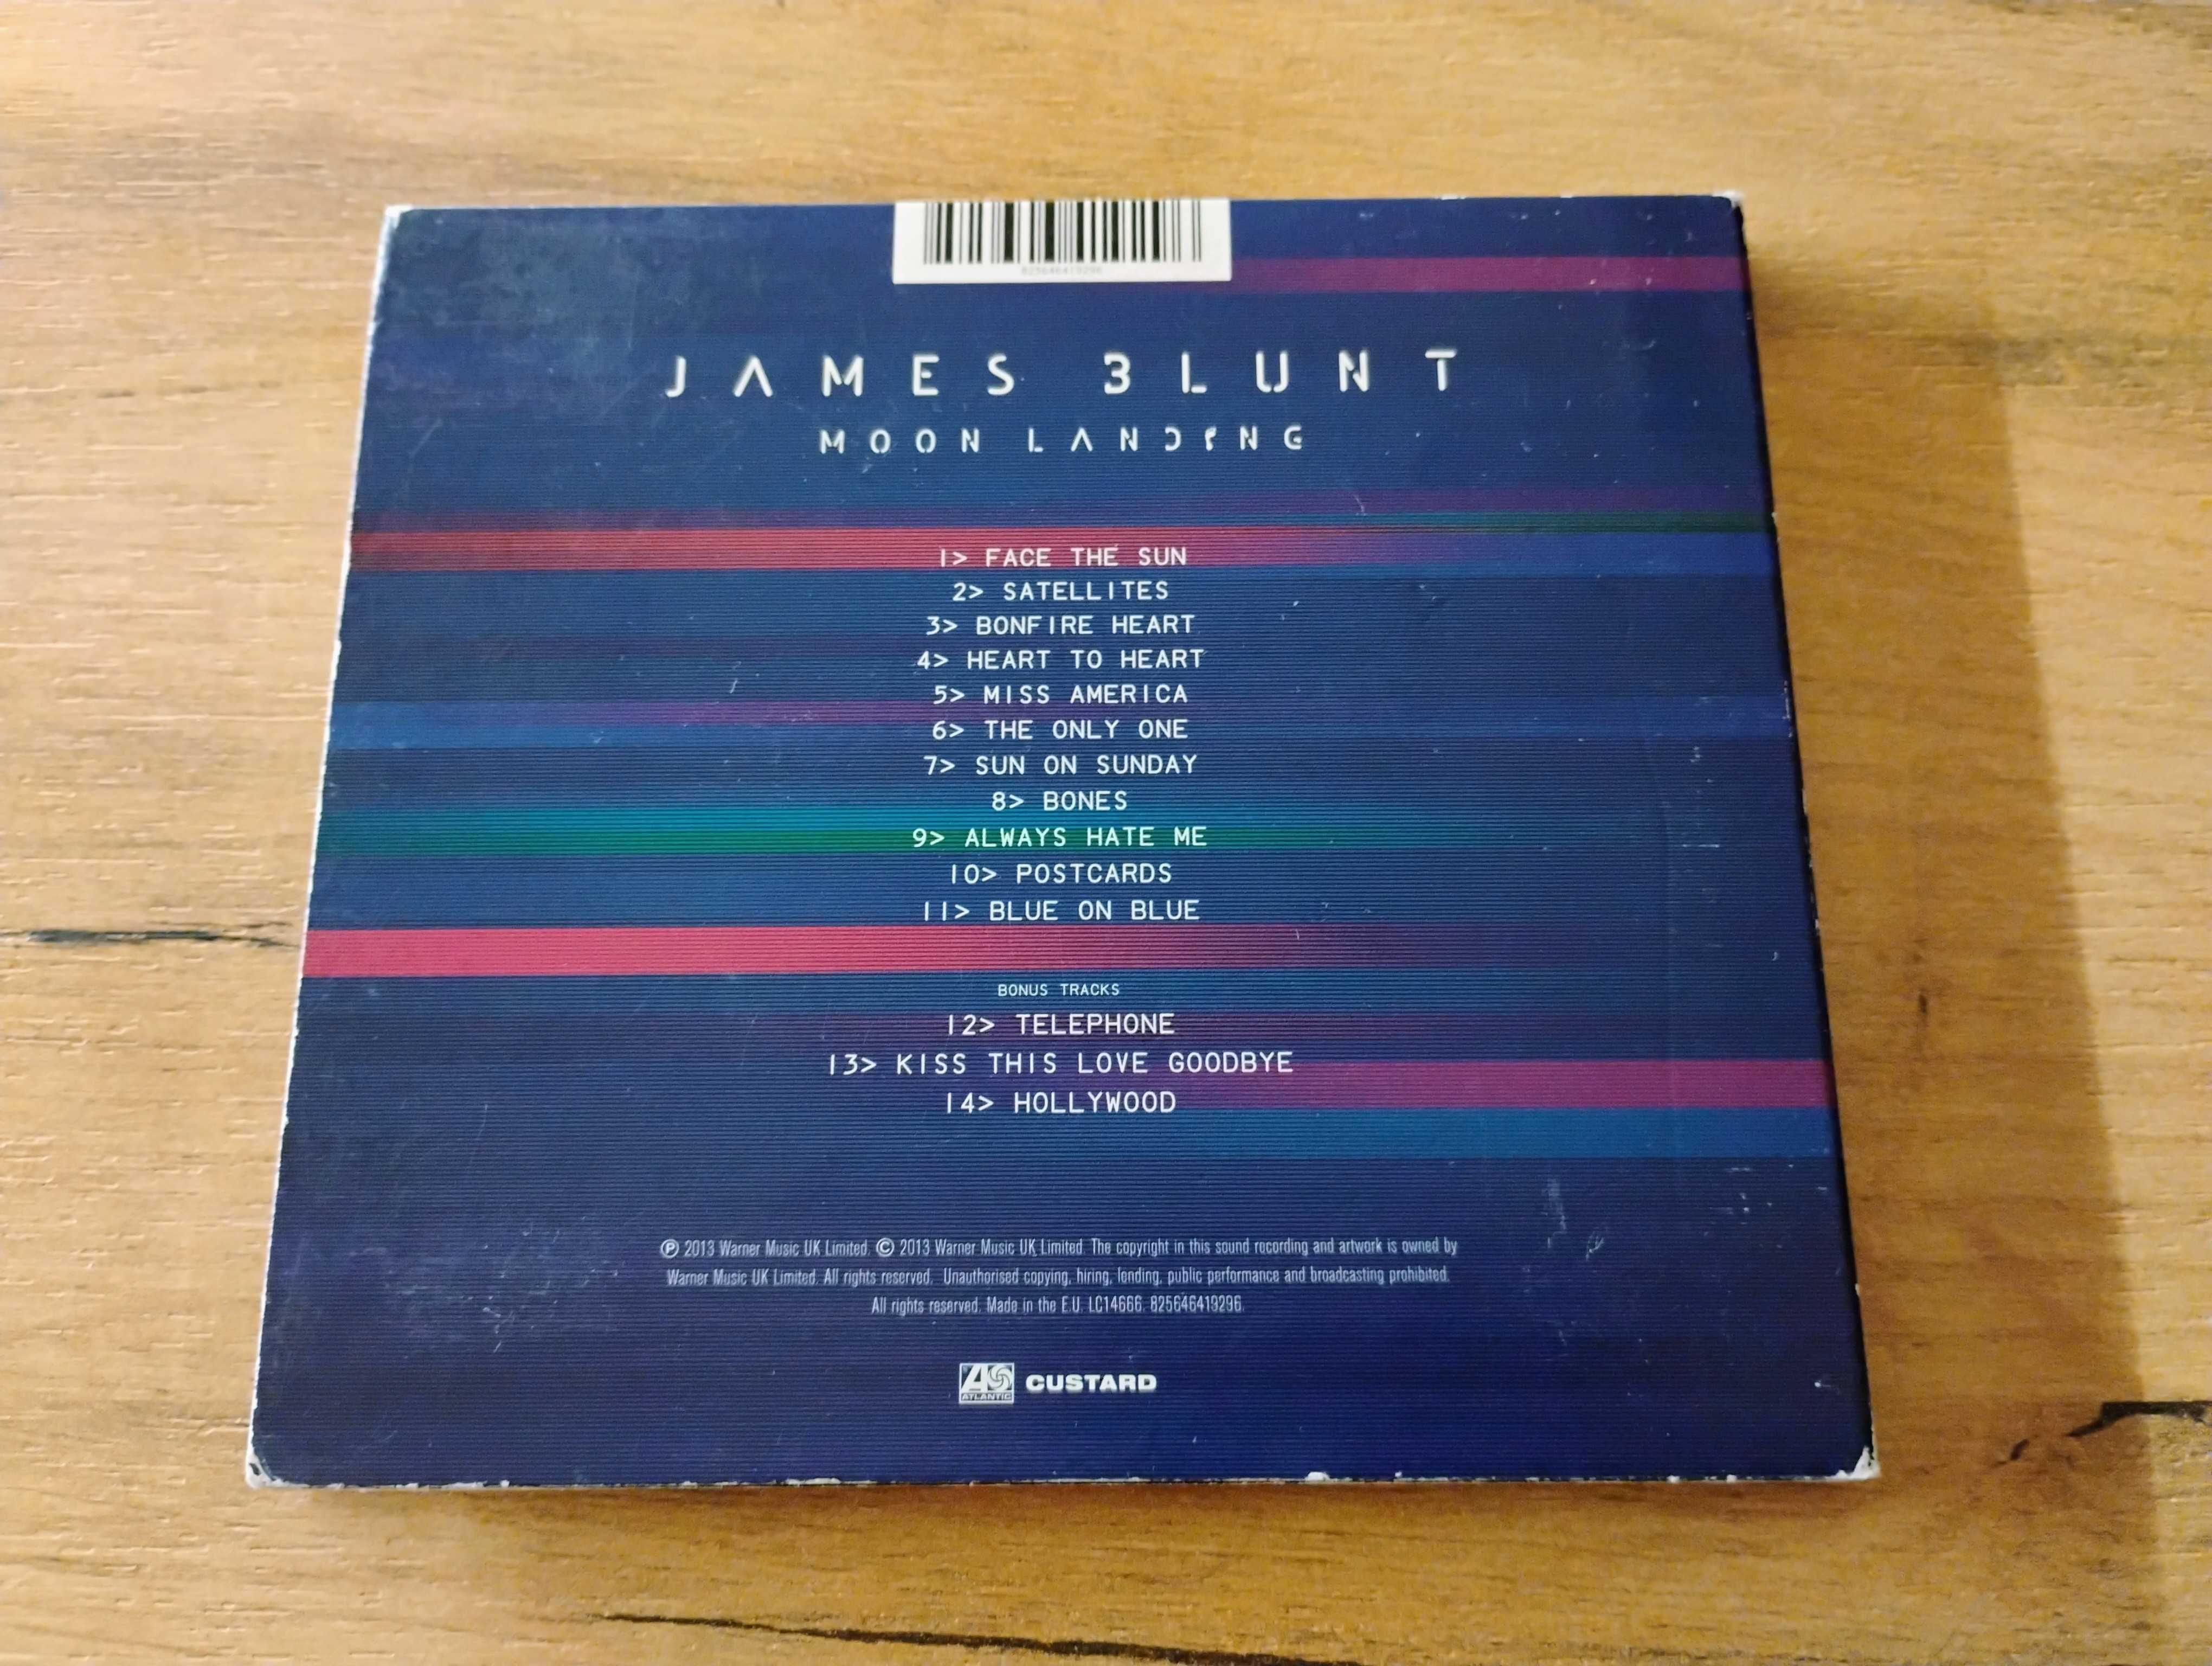 825646419296
JAMES BLUNT
MOON LANDING
1> FACE THE SUN
2> SATELLITES
3> BONFIRE HEART
4> HEART TO HEART
5> MISS AMERICA
6> THE ONLY ONE
7> SUN ON SUNDAY
8> BONES
9> ALWAYS HATE ME
10> POSTCARDS
11> BLUE ON BLUE
BONUS TRACKS
12> TELEPHONE
13> KISS THIS LOVE GOODBYE
14> HOLLYWOOD
℗ 2013 Warner Music UK Limited. © 2013 Warner Music UK Limited. The copyright in this sound recording and artwork is owned by
Warner Music UK Limited. All rights reserved. Unauthorised copying, hiring, lending, public performance and broadcasting prohibited.
All rights reserved. Made in the E.U. LC14666. 825646419296.
ATLANTIC CUSTARD